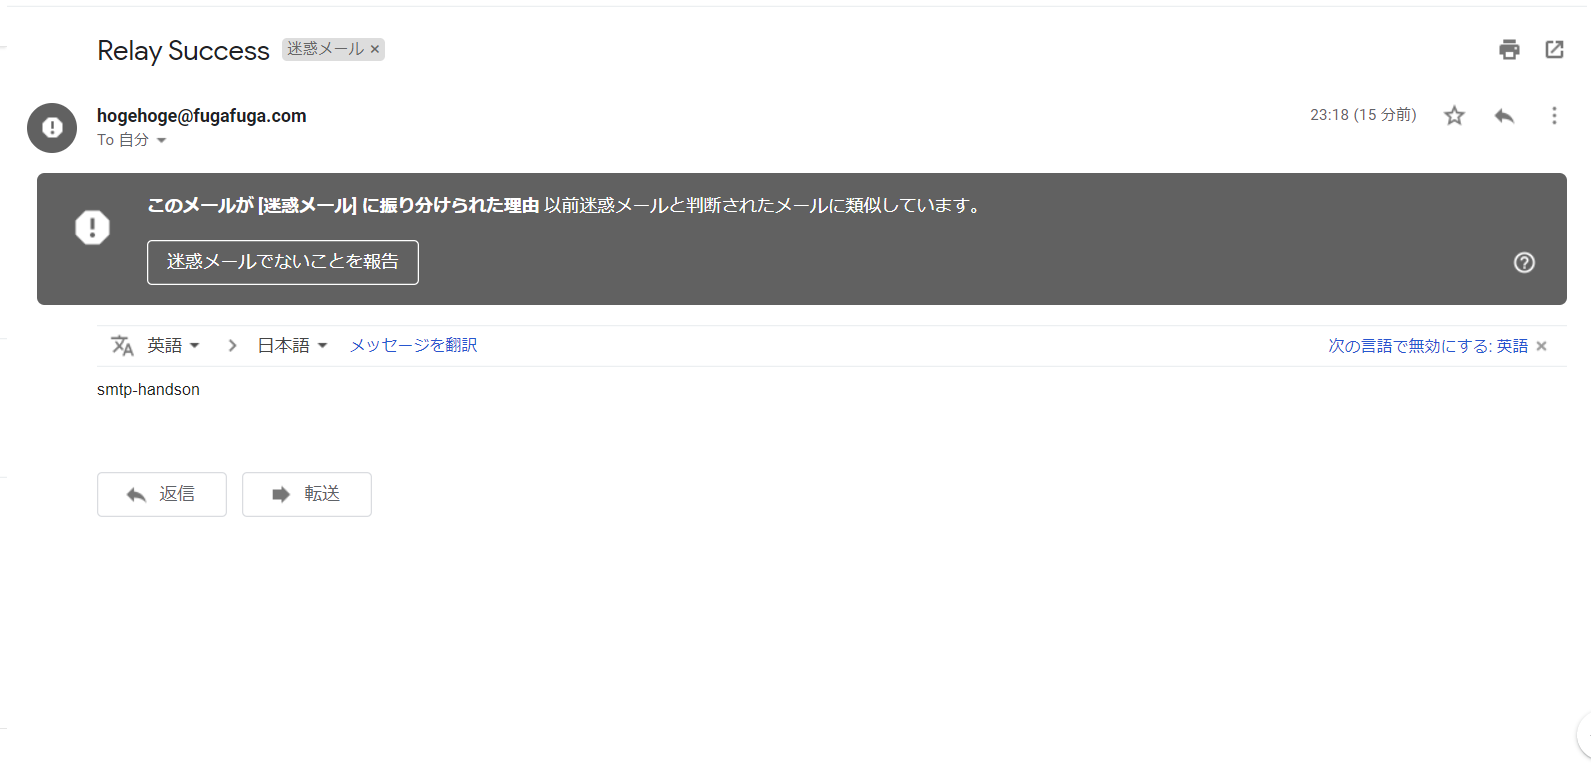 Relay Success 迷惑メール ×
hogehoge@fugafuga.com 23:18 (15 分前)
To 自分
このメールが [迷惑メール] に振り分けられた理由 以前迷惑メールと判断されたメールに類似しています。
迷惑メールでないことを報告
英語 日本語 メッセージを翻訳 次の言語で無効にする: 英語 ×
smtp-handson
返信 転送